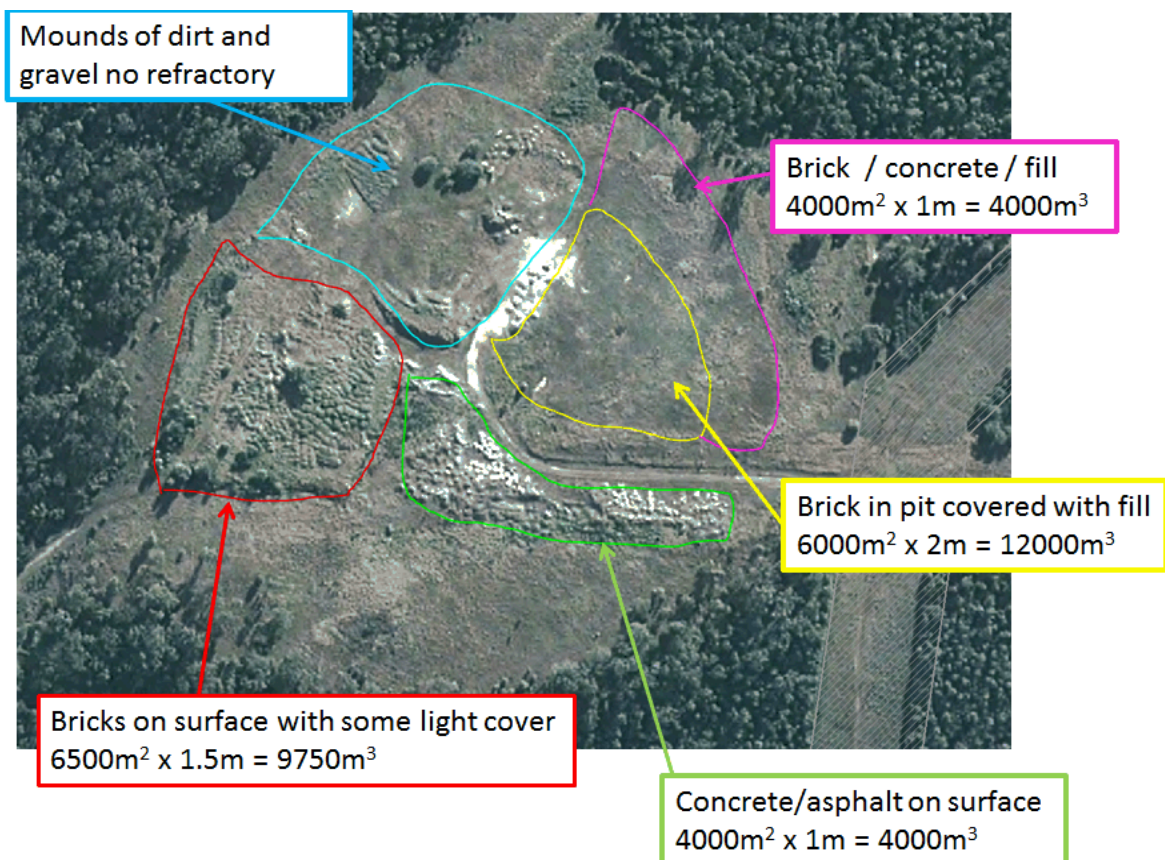 Mounds of dirt and
gravel no refractory
Brick / concrete / fill
4000m² x 1m = 4000m³
Brick in pit covered with fill
6000m² x 2m = 12000m³
Bricks on surface with some light cover
6500m² x 1.5m = 9750m³
Concrete/asphalt on surface
4000m² x 1m = 4000m³